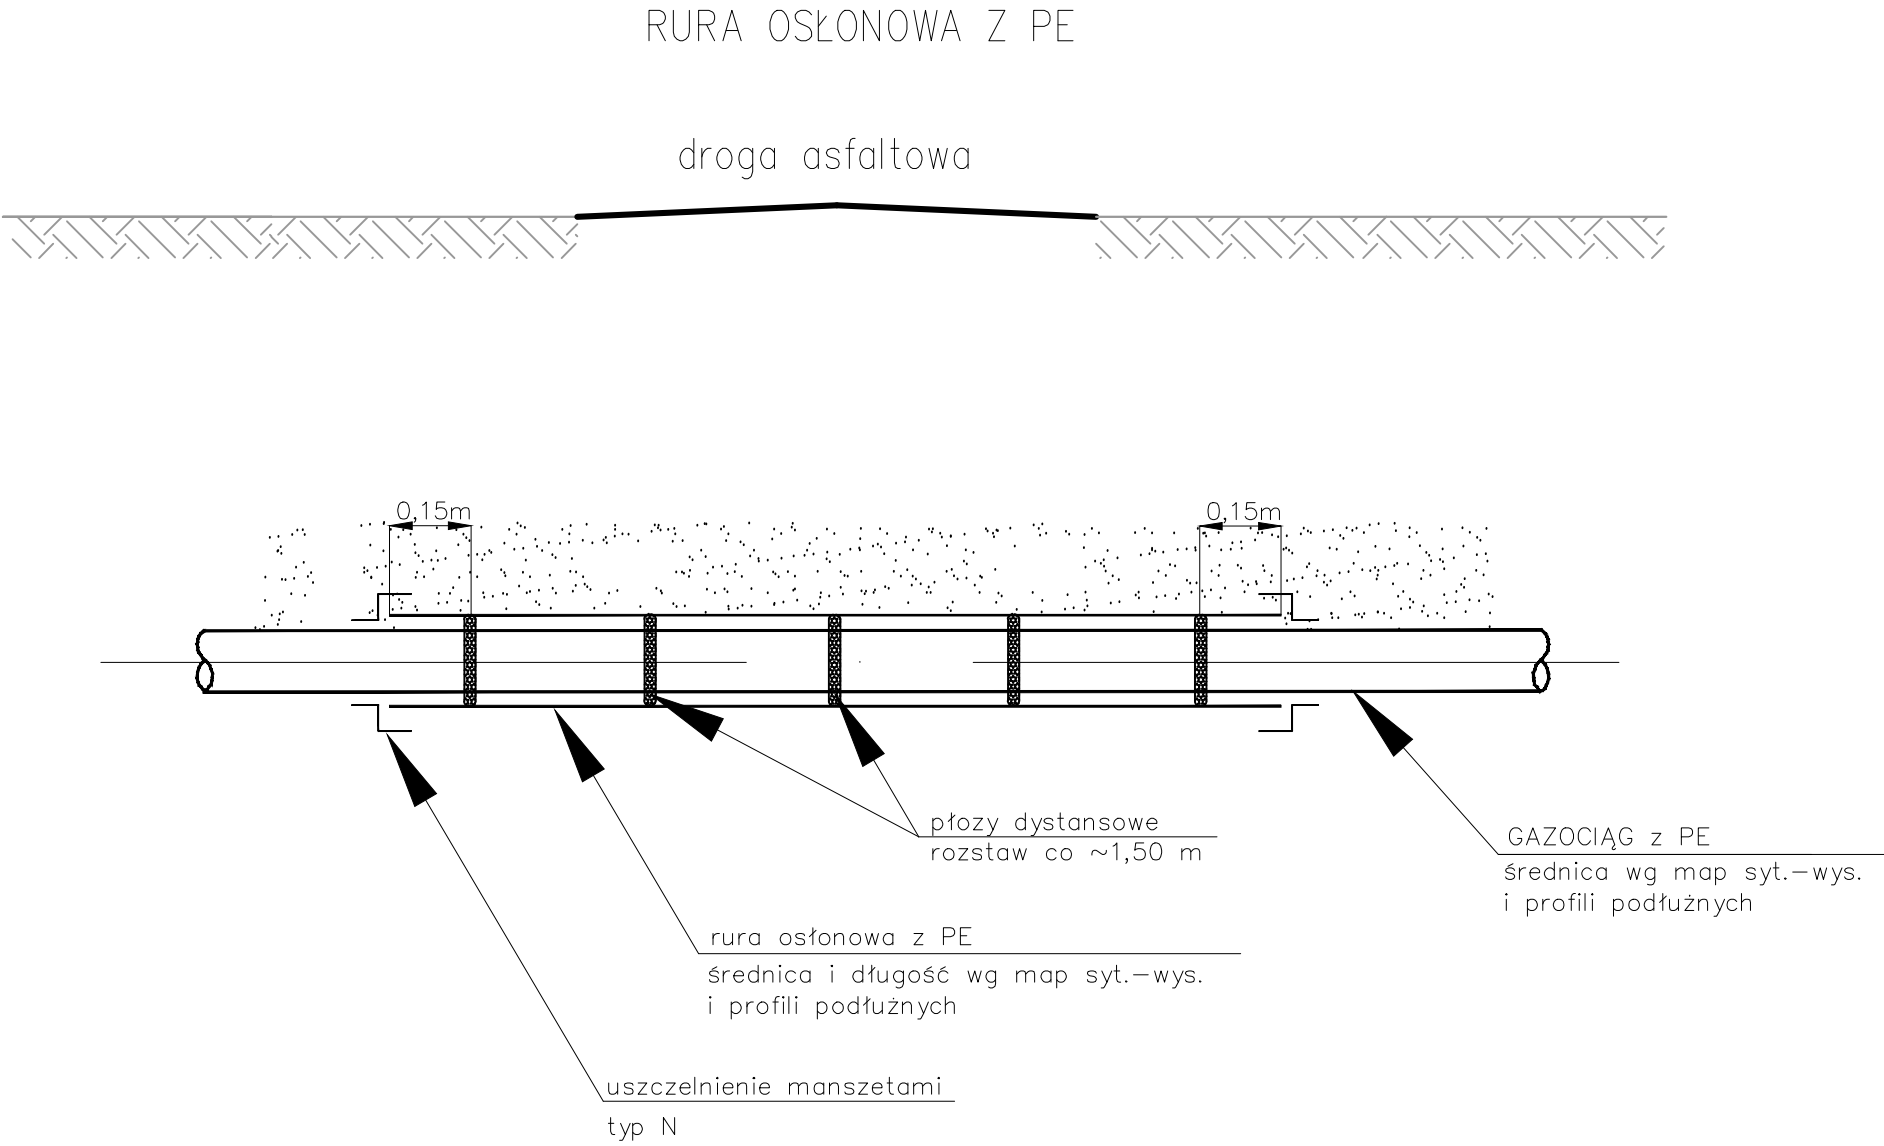 RURA OSŁONOWA Z PE
droga asfaltowa
0,15m
0,15m
płozy dystansowe
rozstaw co ~1,50 m
GAZOCIĄG z PE
średnica wg map syt.–wys.
i profili podłużnych
rura osłonowa z PE
średnica i długość wg map syt.–wys.
i profili podłużnych
uszczelnienie manszetami
typ N